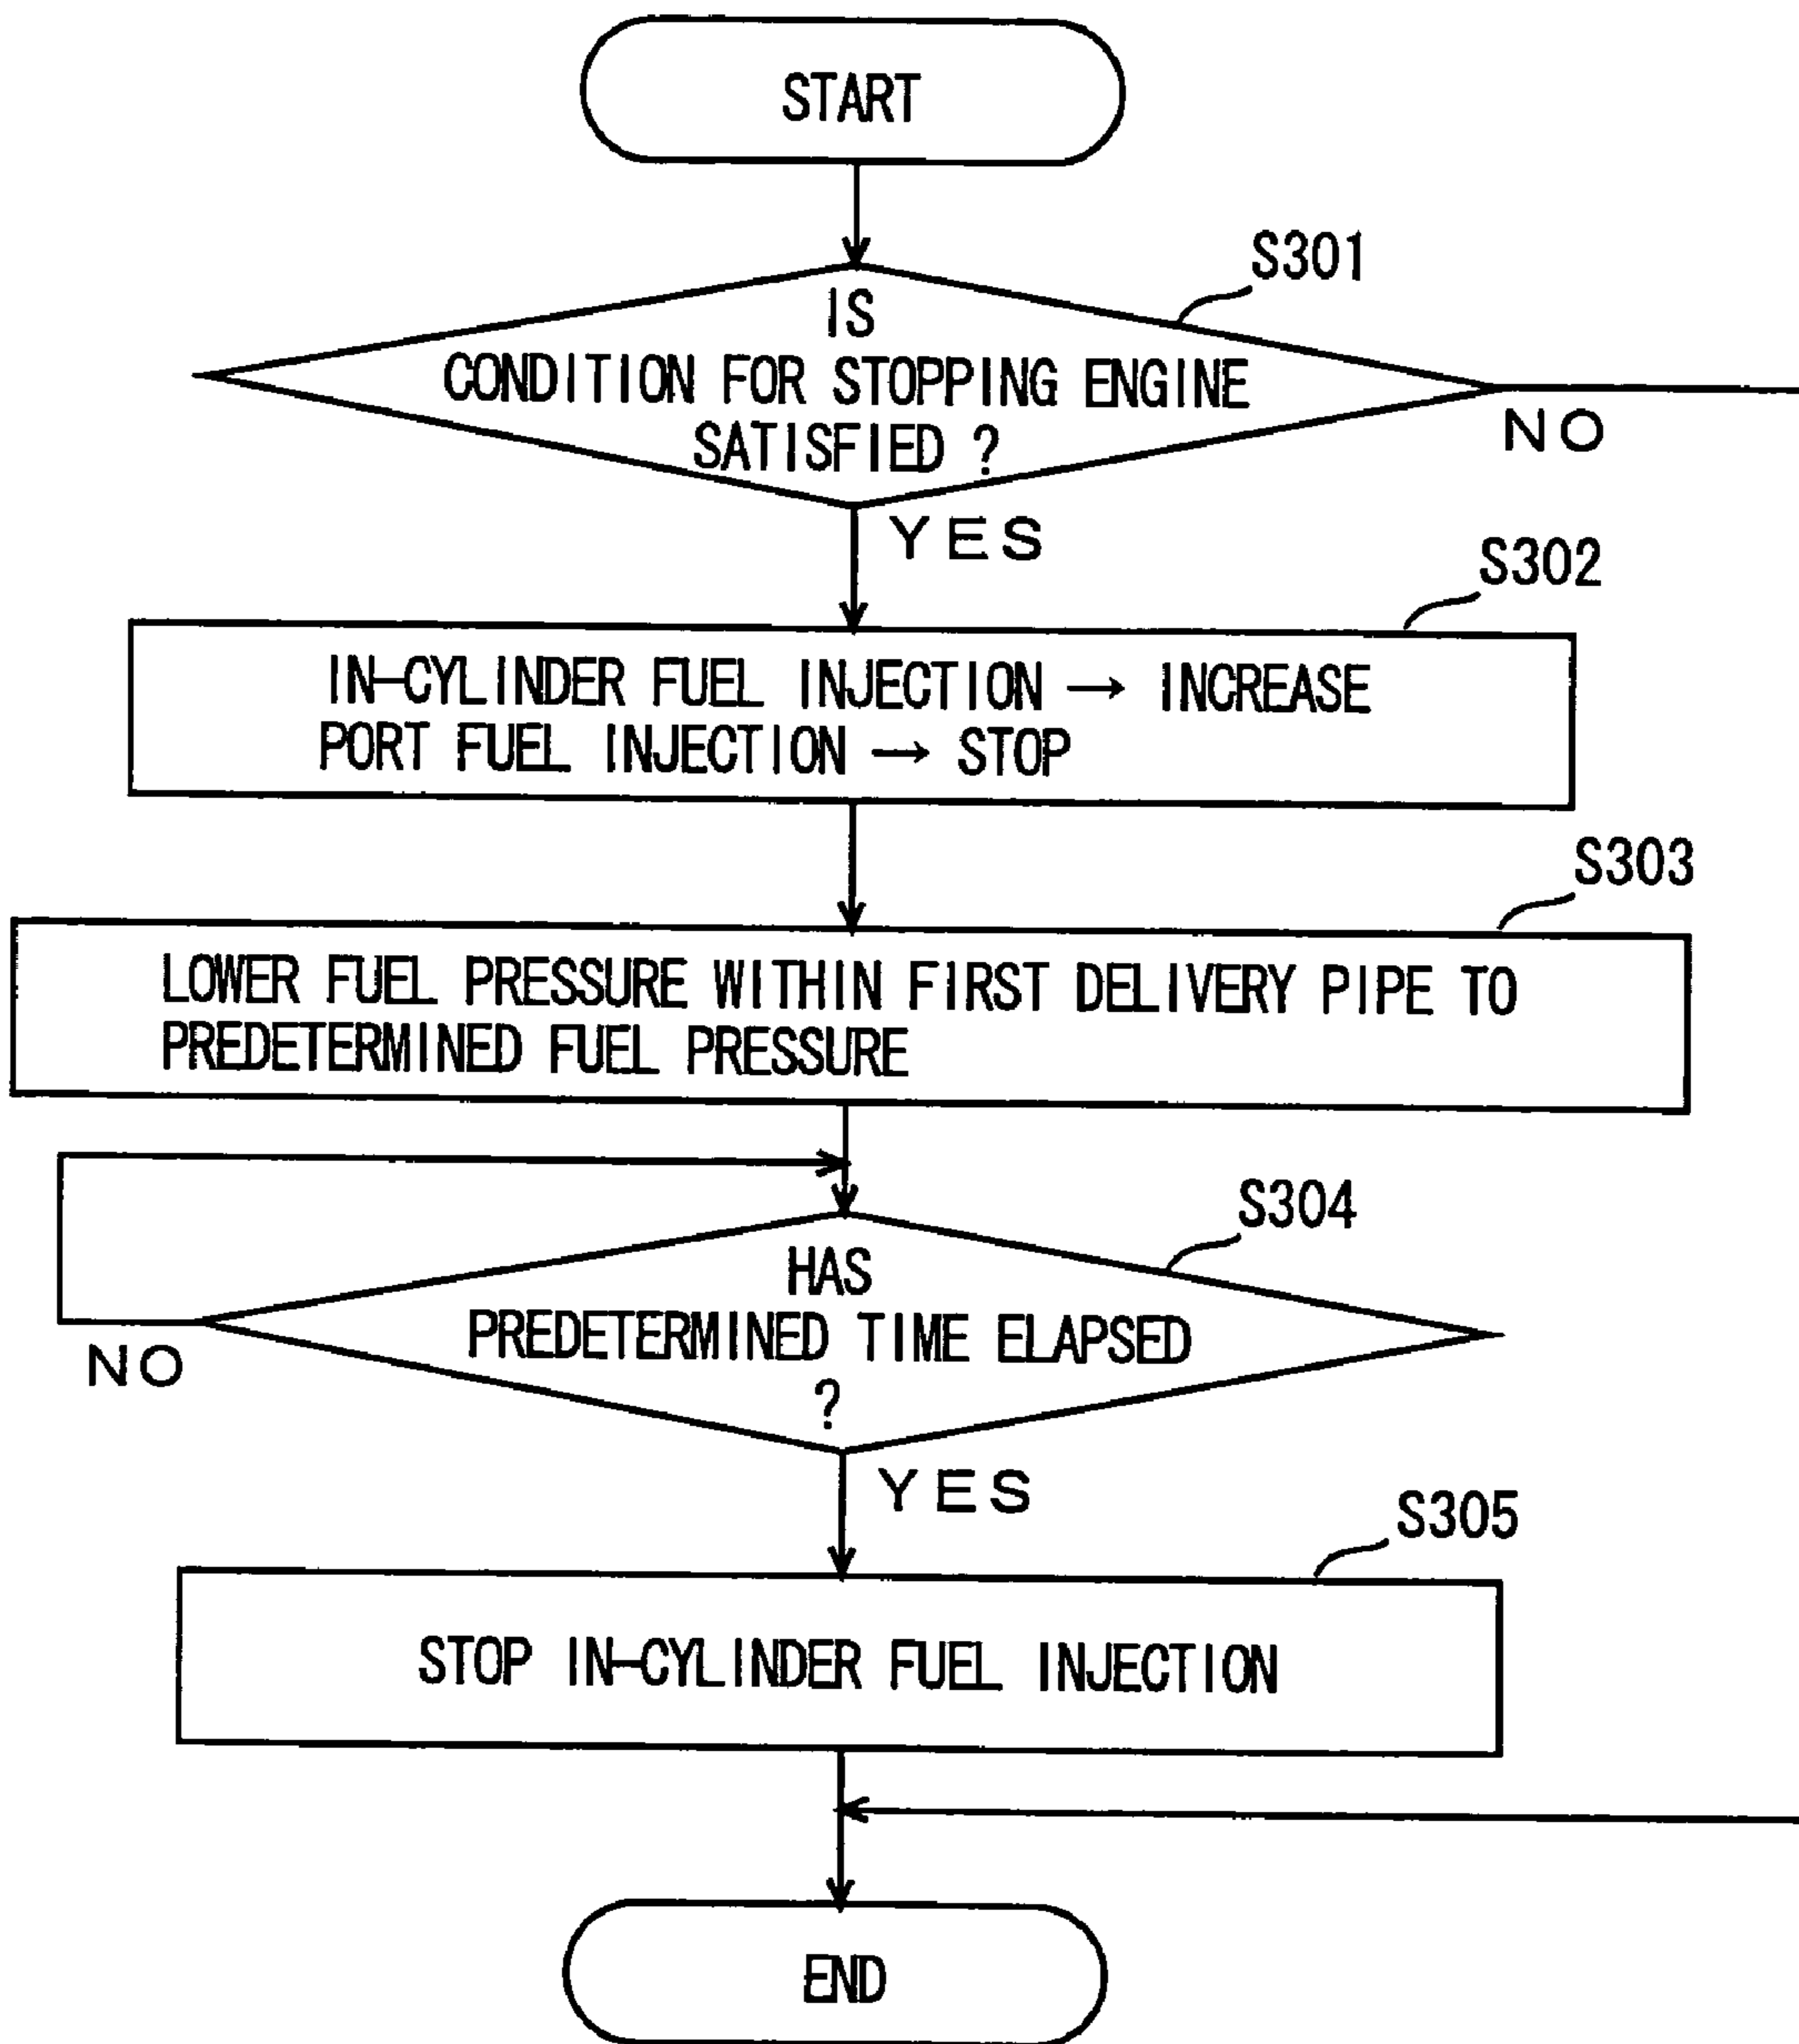 START
S301
IS
CONDITION FOR STOPPING ENGINE
SATISFIED ?
NO
YES
S302
IN-CYLINDER FUEL INJECTION → INCREASE
PORT FUEL INJECTION → STOP
S303
LOWER FUEL PRESSURE WITHIN FIRST DELIVERY PIPE TO
PREDETERMINED FUEL PRESSURE
S304
HAS
PREDETERMINED TIME ELAPSED
?
NO
YES
S305
STOP IN-CYLINDER FUEL INJECTION
END